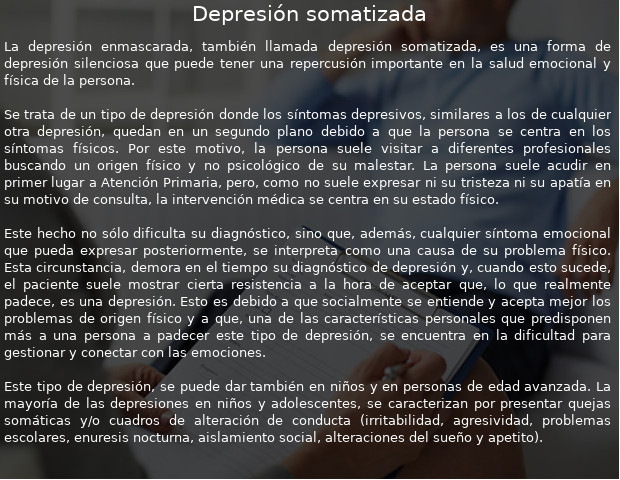 Depresión somatizada
La depresión enmascarada, también llamada depresión somatizada, es una forma de
depresión silenciosa que puede tener una repercusión importante en la salud emocional y
física de la persona.
Se trata de un tipo de depresión donde los síntomas depresivos, similares a los de cualquier
otra depresión, quedan en un segundo plano debido a que la persona se centra en los
síntomas físicos. Por este motivo, la persona suele visitar a diferentes profesionales
buscando un origen físico y no psicológico de su malestar. La persona suele acudir en
primer lugar a Atención Primaria, pero, como no suele expresar ni su tristeza ni su apatía en
su motivo de consulta, la intervención médica se centra en su estado físico.
Este hecho no sólo dificulta su diagnóstico, sino que, además, cualquier síntoma emocional
que pueda expresar posteriormente, se interpreta como una causa de su problema físico.
Esta circunstancia, demora en el tiempo su diagnóstico de depresión y, cuando esto sucede,
el paciente suele mostrar cierta resistencia a la hora de aceptar que, lo que realmente
padece, es una depresión. Esto es debido a que socialmente se entiende y acepta mejor los
problemas de origen físico y a que, una de las características personales que predisponen
más a una persona a padecer este tipo de depresión, se encuentra en la dificultad para
gestionar y conectar con las emociones.
Este tipo de depresión, se puede dar también en niños y en personas de edad avanzada. La
mayoría de las depresiones en niños y adolescentes, se caracterizan por presentar quejas
somáticas y/o cuadros de alteración de conducta (irritabilidad, agresividad, problemas
escolares, enuresis nocturna, aislamiento social, alteraciones del sueño y apetito).